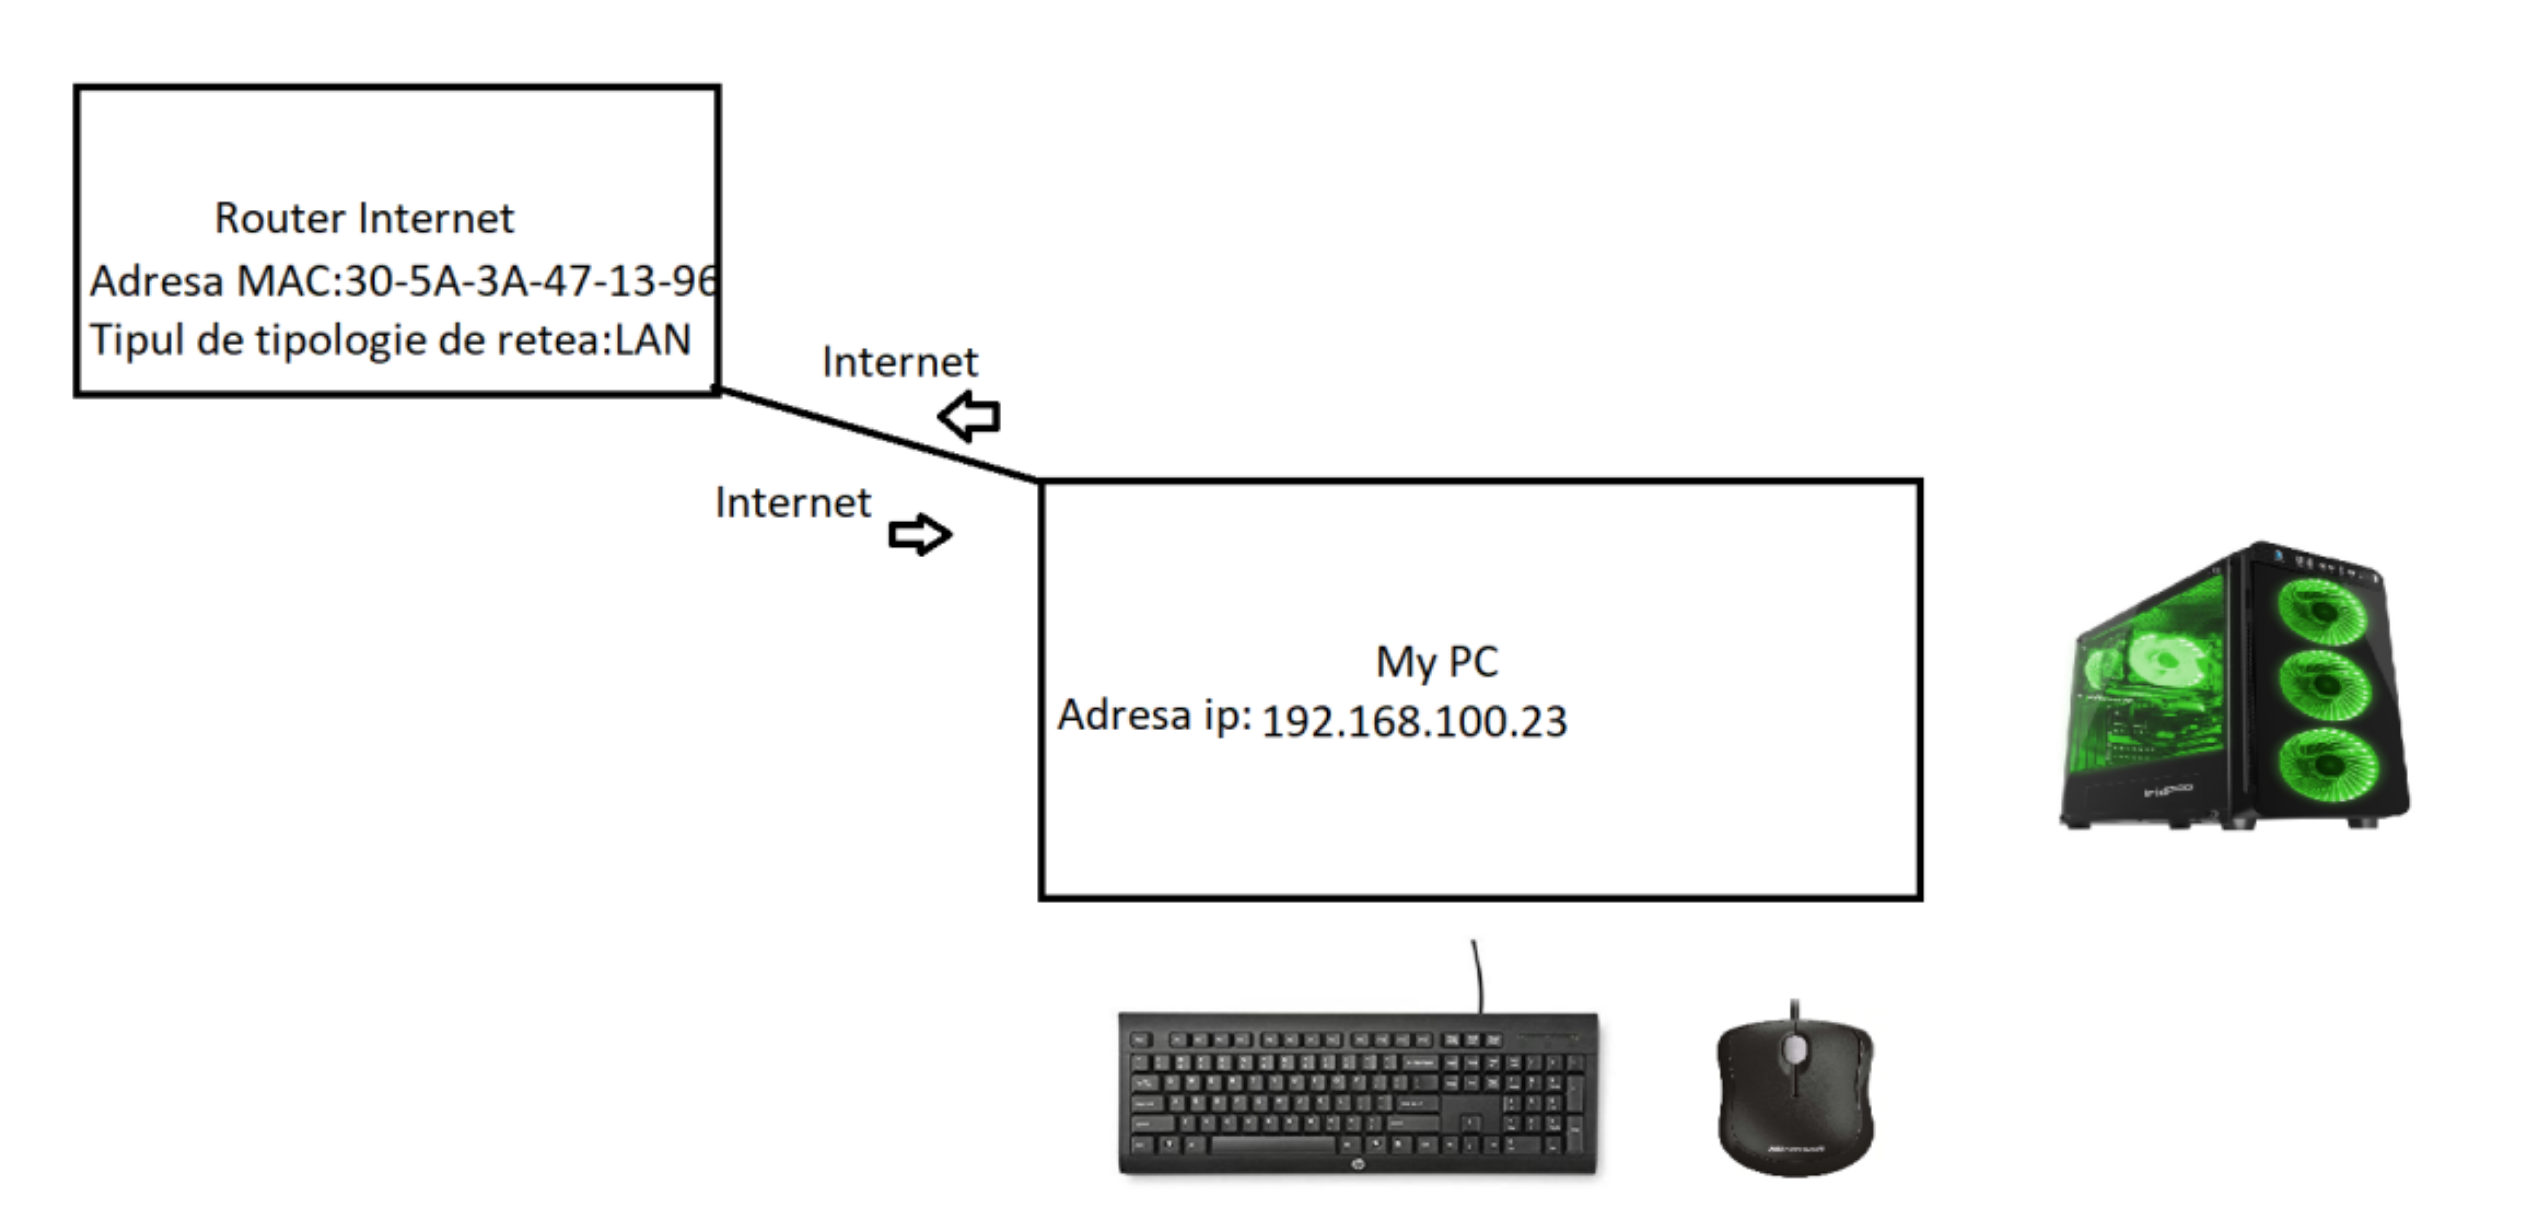 Router Internet
Adresa MAC:30-5A-3A-47-13-96
Tipul de tipologie de retea:LAN
Internet
Internet
My PC
Adresa ip: 192.168.100.23